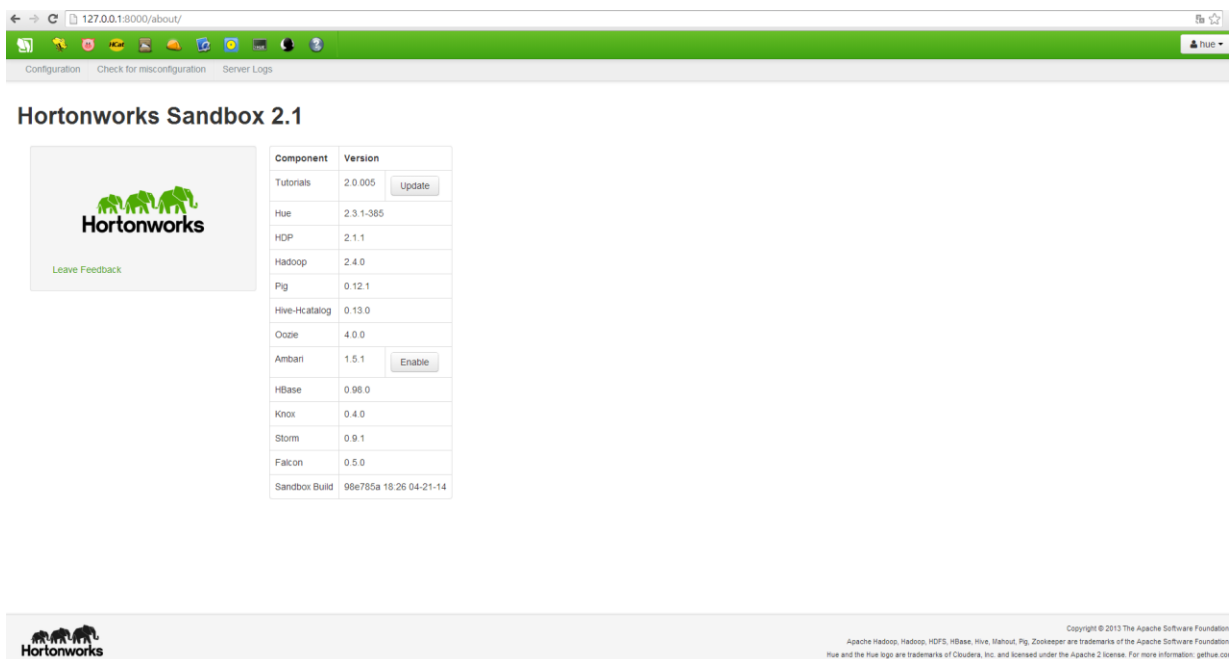 127.0.0.1:8000/about/
HCat
hue
Configuration Check for misconfiguration Server Logs
Hortonworks Sandbox 2.1
Hortonworks
Leave Feedback
Component Version
Tutorials 2.0.005 Update
Hue 2.3.1-385
HDP 2.1.1
Hadoop 2.4.0
Pig 0.12.1
Hive-Hcatalog 0.13.0
Oozie 4.0.0
Ambari 1.5.1 Enable
HBase 0.98.0
Knox 0.4.0
Storm 0.9.1
Falcon 0.5.0
Sandbox Build 98e785a 18:26 04-21-14
Hortonworks
Copyright © 2013 The Apache Software Foundation
Apache Hadoop, Hadoop, HDFS, HBase, Hive, Mahout, Pig, Zookeeper are trademarks of the Apache Software Foundation
Hue and the Hue logo are trademarks of Cloudera, Inc. and licensed under the Apache 2 license. For more information: gethue.co